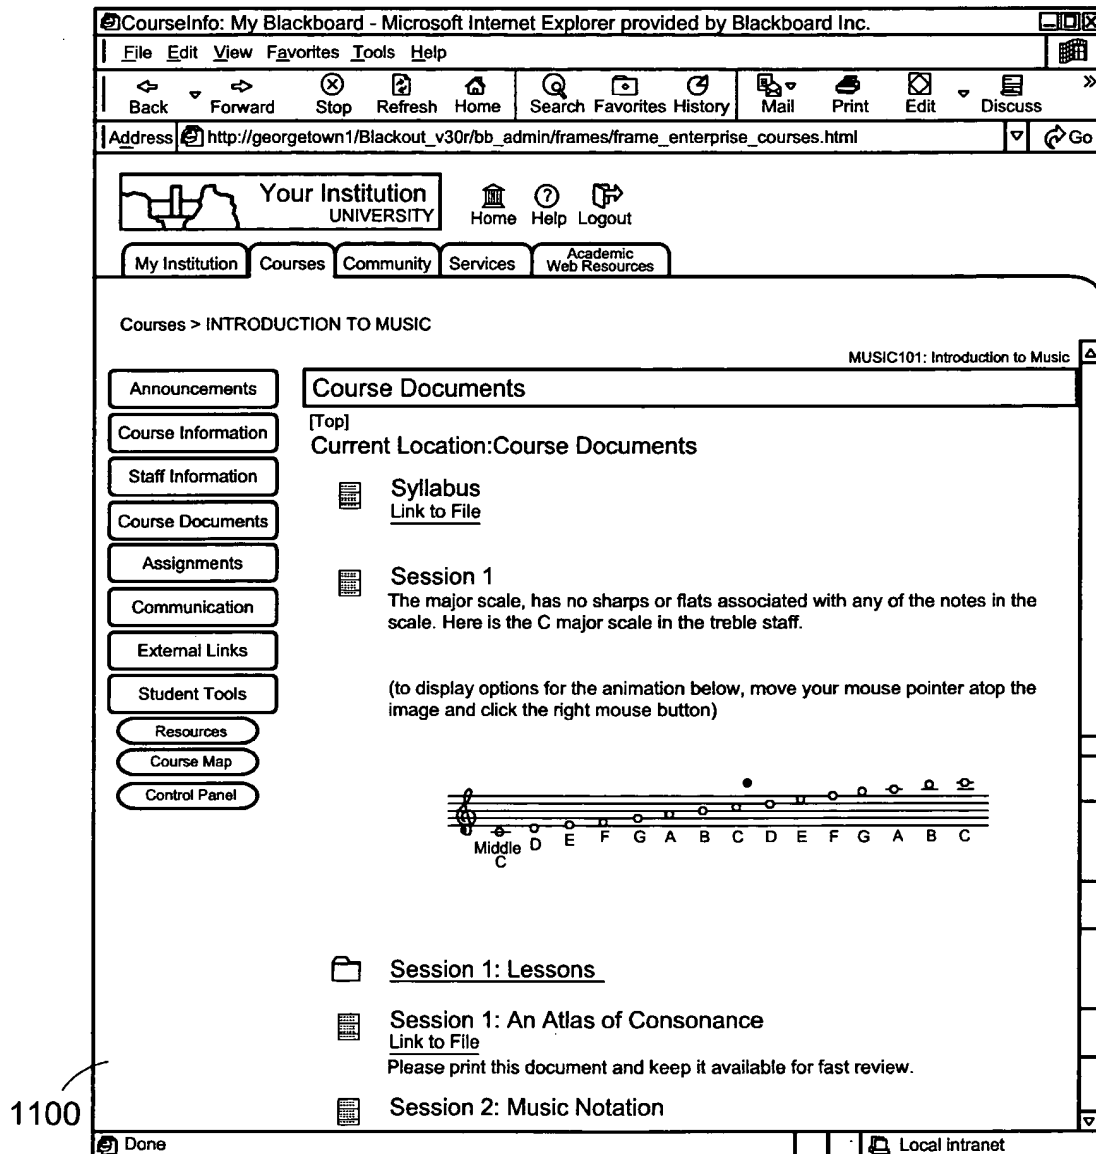 CourseInfo: My Blackboard - Microsoft Internet Explorer provided by Blackboard Inc.
File Edit View Favorites Tools Help
Back Forward Stop Refresh Home Search Favorites History Mail Print Edit Discuss »
Address http://georgetown1/Blackout_v30r/bb_admin/frames/frame_enterprise_courses.html Go
Your Institution
UNIVERSITY
Home Help Logout
My Institution Courses Community Services Academic Web Resources
Courses > INTRODUCTION TO MUSIC
MUSIC101: Introduction to Music
Announcements
Course Information
Staff Information
Course Documents
Assignments
Communication
External Links
Student Tools
Resources
Course Map
Control Panel
Course Documents
[Top]
Current Location:Course Documents
Syllabus
Link to File
Session 1
The major scale, has no sharps or flats associated with any of the notes in the
scale. Here is the C major scale in the treble staff.
(to display options for the animation below, move your mouse pointer atop the
image and click the right mouse button)
Middle C D E F G A B C D E F G A B C
Session 1: Lessons
Session 1: An Atlas of Consonance
Link to File
Please print this document and keep it available for fast review.
Session 2: Music Notation
1100
Done Local intranet